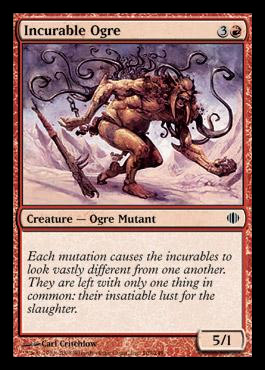 Incurable Ogre 3
Creature — Ogre Mutant
Each mutation causes the incurables to
look vastly different from one another.
They are left with only one thing in
common: their insatiable lust for the
slaughter.
Carl Critchlow
5/1